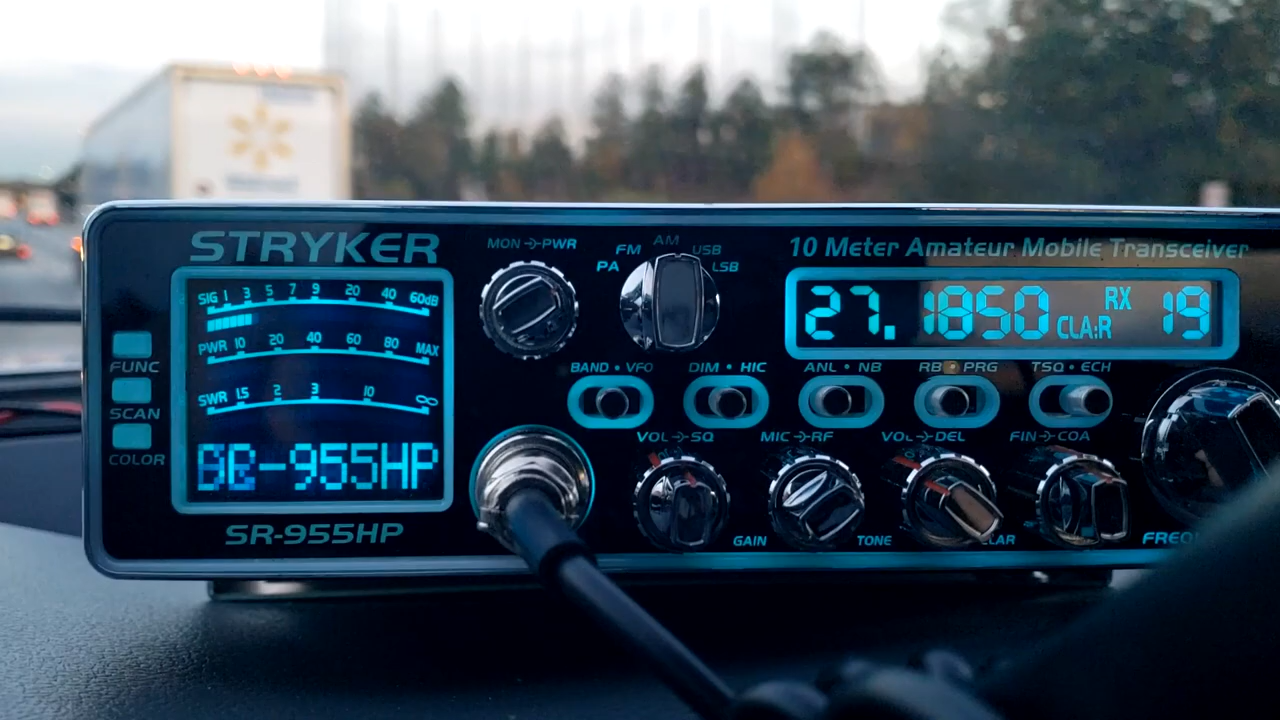 STRYKER
SIG 1 3 5 7 9 20 40 60dB
PWR 10 20 40 60 80 MAX
SWR 1.5 2 3 10 ∞
-955HP
SR-955HP
FUNC
SCAN
COLOR
MON→PWR
PA FM AM USB LSB
10 Meter Amateur Mobile Transceiver
27.1850 CLA:R RX 19
BAND • VFO
DIM • HIC
ANL • NB
RB • PRG
TSQ • ECH
VOL→SQ
MIC→RF
VOL→DEL
FIN→COA
GAIN
TONE
LAR
FREQ